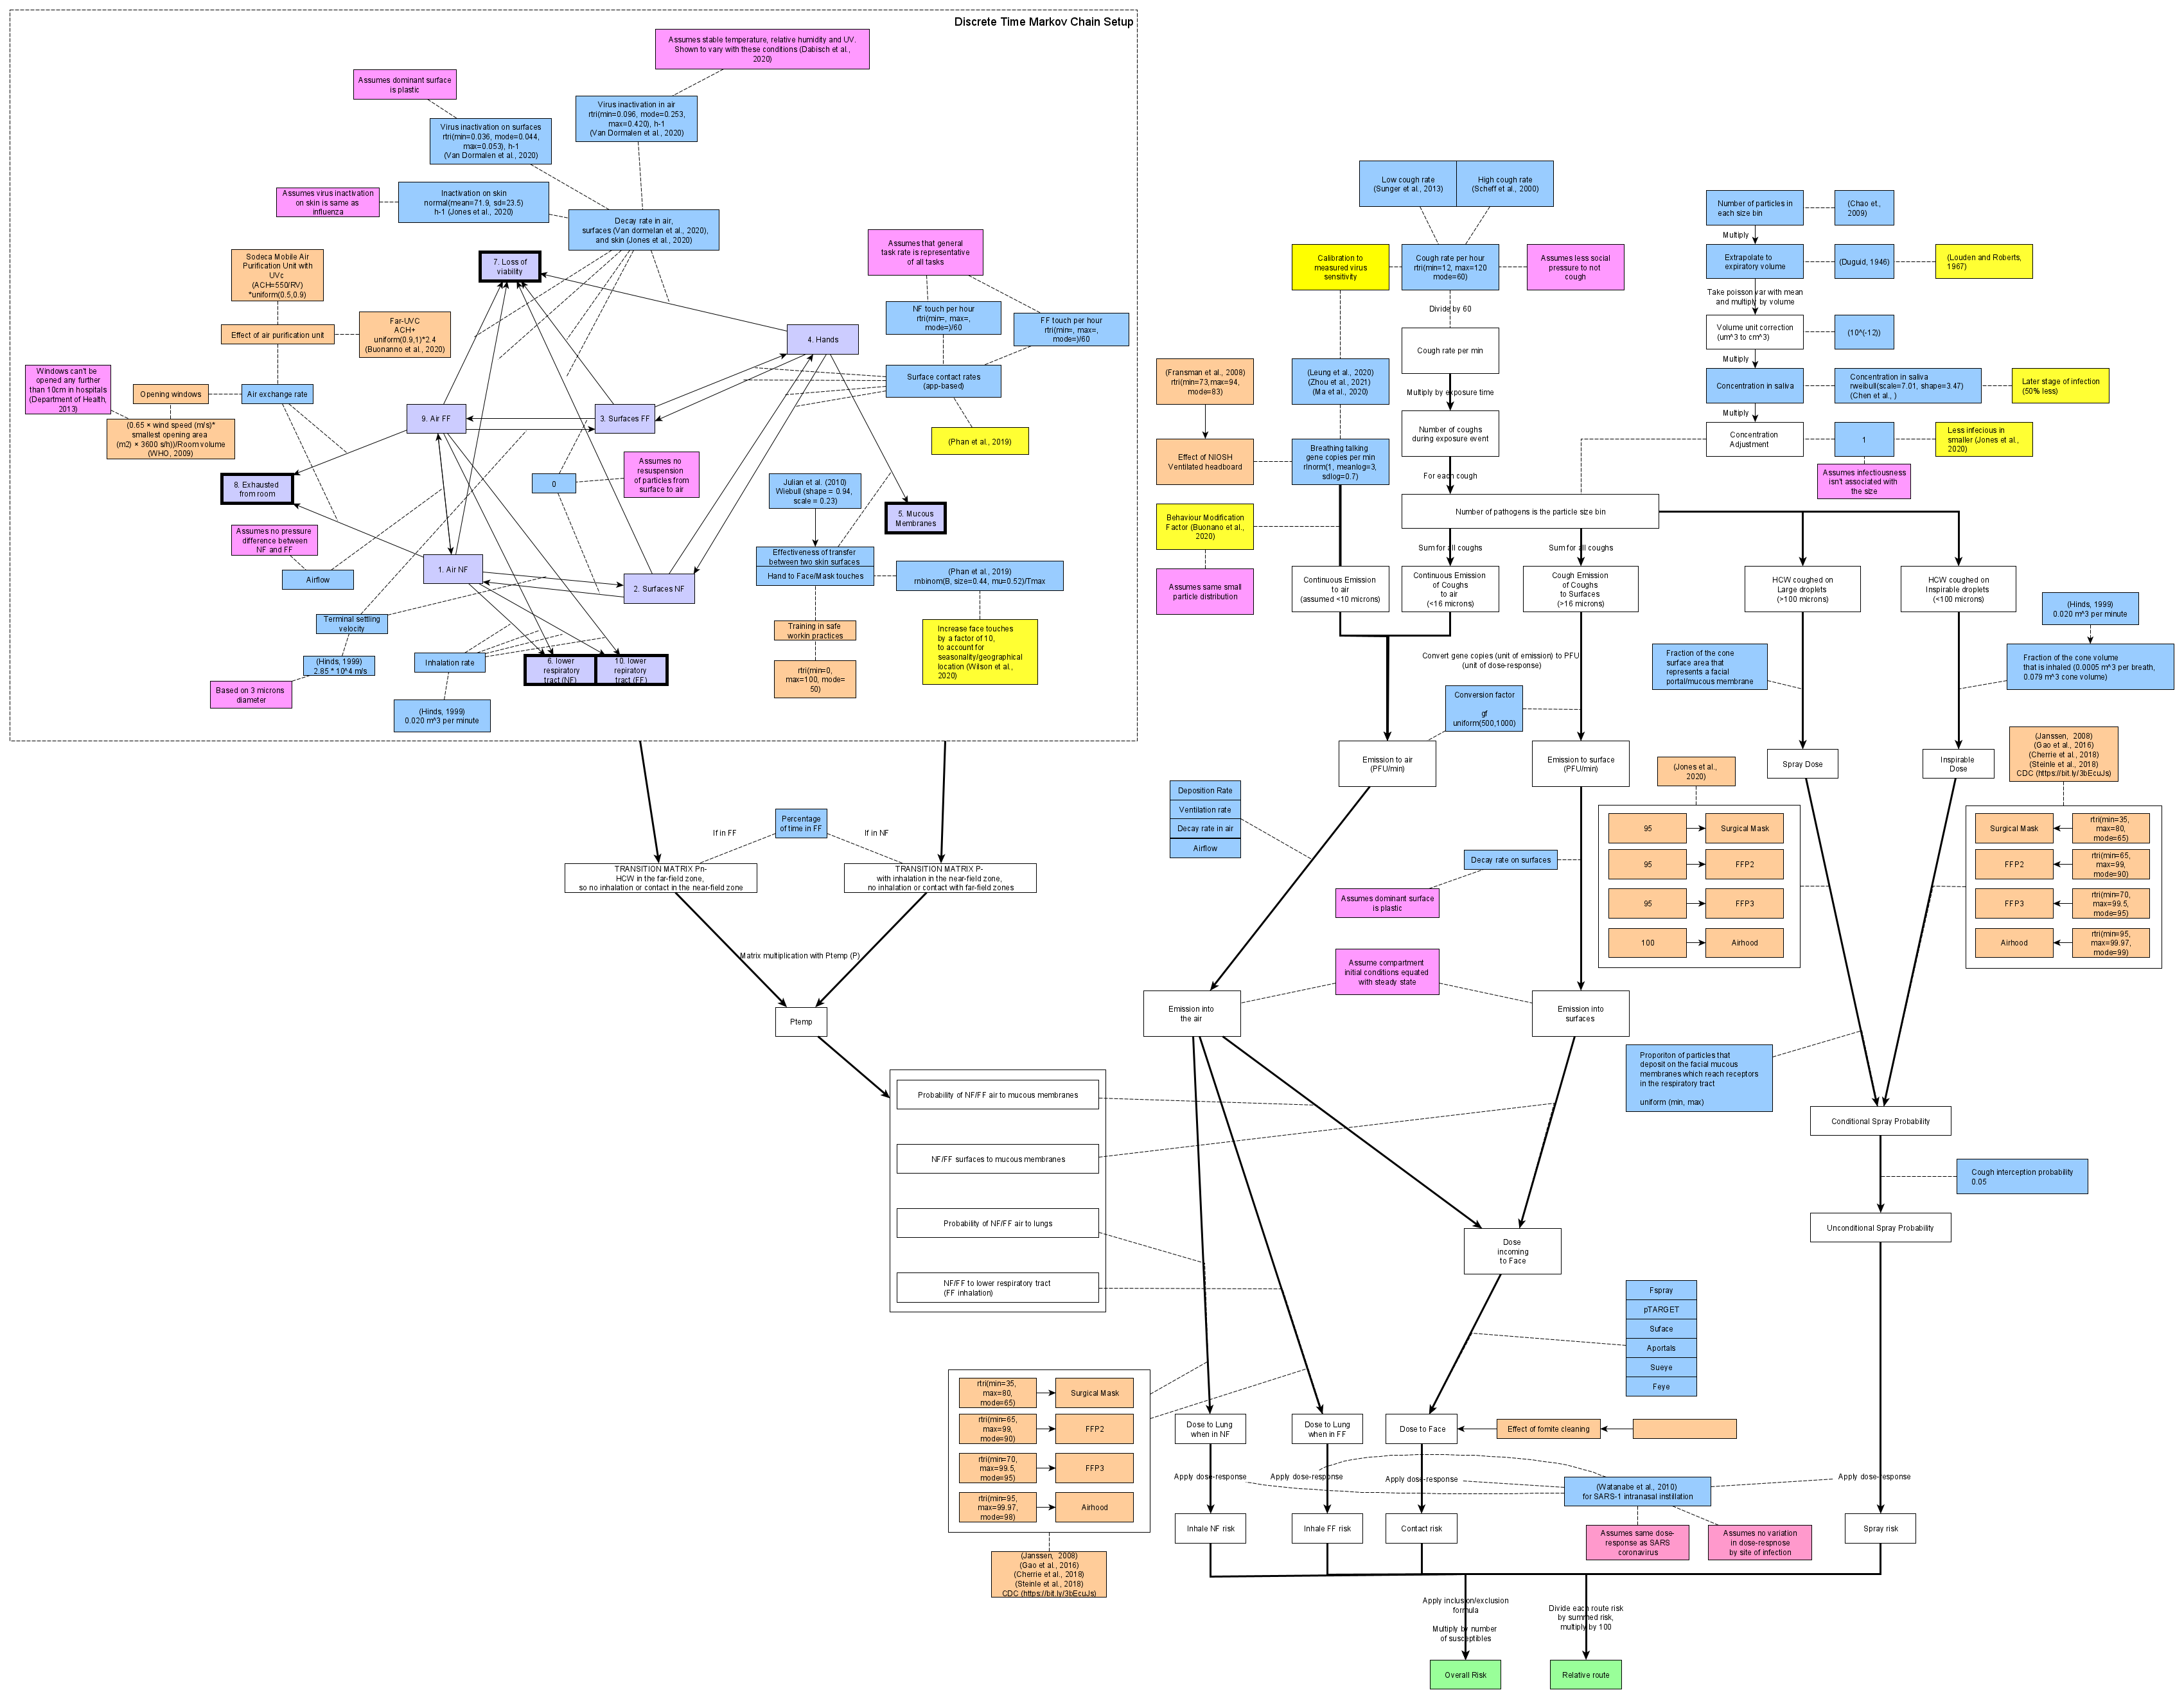 Discrete Time Markov Chain Setup
Assumes stable temperature, relative humidity and UV.
Shown to vary with these conditions (Dabisch et al.,
2020)
Assumes dominant surface
is plastic
Virus inactivation in air
rtri(min=0.096, mode=0.253,
max=0.420), h-1
(Van Dormalen et al., 2020)
Virus inactivation on surfaces
rtri(min=0.036, mode=0.044,
max=0.053), h-1
(Van Dormalen et al., 2020)
Assumes virus inactivation
on skin is same as
influenza
Inactivation on skin
normal(mean=71.9, sd=23.5)
h-1 (Jones et al., 2020)
Decay rate in air,
surfaces (Van dormelan et al., 2020),
and skin (Jones et al., 2020)
Sodeca Mobile Air
Purification Unit with
UVc
(ACH=550/RV)
*uniform(0.5,0.9)
7. Loss of
viability
Assumes that general
task rate is representative
of all tasks
Effect of air purification unit
Far-UVC
ACH+
uniform(0.9,1)*2.4
(Buonanno et al., 2020)
NF touch per hour
rtri(min=, max=,
mode=)/60
FF touch per hour
rtri(min=, max=,
mode=)/60
4. Hands
Windows can't be
opened any further
than 10cm in hospitals
(Department of Health,
2013)
Opening windows
Air exchange rate
Surface contact rates
(app-based)
(0.65 × wind speed (m/s)*
smallest opening area
(m2) × 3600 s/h))/Room volume
(WHO, 2009)
9. Air FF
3. Surfaces FF
(Phan et al., 2019)
8. Exhausted
from room
0
Assumes no
resuspension
of particles from
surface to air
Julian et al. (2010)
Wiebull (shape = 0.94,
scale = 0.23)
5. Mucous
Membranes
Assumes no pressure
difference between
NF and FF
Airflow
1. Air NF
2. Surfaces NF
Effectiveness of transfer
between two skin surfaces
Hand to Face/Mask touches
(Phan et al., 2019)
rnbinom(B, size=0.44, mu=0.52)/Tmax
Terminal settling
velocity
(Hinds, 1999)
2.85 * 10^4 m/s
Based on 3 microns
diameter
Inhalation rate
(Hinds, 1999)
0.020 m^3 per minute
6. lower
respiratory
tract (NF)
10. lower
repiratory
tract (FF)
Training in safe
workin practices
rtri(min=0,
max=100, mode=
50)
Increase face touches
by a factor of 10,
to account for
seasonality/geographical
location (Wilson et al.,
2020)
Low cough rate
(Sunger et al., 2013)
High cough rate
(Scheff et al., 2000)
Calibration to
measured virus
sensitivity
Cough rate per hour
rtri(min=12, max=120
mode=60)
Assumes less social
pressure to not
cough
Divide by 60
Cough rate per min
Multiply by exposure time
Number of coughs
during exposure event
For each cough
(Fransman et al., 2008)
rtri(min=73,max=94,
mode=83)
(Leung et al., 2020)
(Zhou et al., 2021)
(Ma et al., 2020)
Effect of NIOSH
Ventilated headboard
Breathing talking
gene copies per min
rlnorm(1, meanlog=3,
sdlog=0.7)
Behaviour Modification
Factor (Buonano et al.,
2020)
Assumes same small
particle distribution
Number of particles in
each size bin
(Chao et.,
2009)
Multiply
Extrapolate to
expiratory volume
(Duguid, 1946)
(Louden and Roberts,
1967)
Take poisson var with mean
and multiply by volume
Volume unit correction
(um^3 to cm^3)
(10^(-12))
Multiply
Concentration in saliva
Concentration in saliva
rweibull(scale=7.01, shape=3.47)
(Chen et al., )
Later stage of infection
(50% less)
Multiply
Concentration
Adjustment
1
Less infecious in
smaller (Jones et al.,
2020)
Assumes infectiousness
isn't associated with
the size
Number of pathogens is the particle size bin
Sum for all coughs
Sum for all coughs
Continuous Emission
to air
(assumed <10 microns)
Continuous Emission
of Coughs
to air
(<16 microns)
Cough Emission
of Coughs
to Surfaces
(>16 microns)
HCW coughed on
Large droplets
(>100 microns)
HCW coughed on
Inspirable droplets
(<100 microns)
(Hinds, 1999)
0.020 m^3 per minute
Convert gene copies (unit of emission) to PFU
(unit of dose-response)
Fraction of the cone
surface area that
represents a facial
portal/mucous membrane
Fraction of the cone volume
that is inhaled (0.0005 m^3 per breath,
0.079 m^3 cone volume)
Conversion factor
gf
uniform(500,1000)
Emission to air
(PFU/min)
Emission to surface
(PFU/min)
Spray Dose
Inspirable
Dose
(Jones et al.,
2020)
(Janssen, 2008)
(Gao et al., 2016)
(Cherrie et al., 2018)
(Steinle et al., 2018)
CDC (https://bit.ly/3bEcuJs)
Deposition Rate
Ventilation rate
Decay rate in air
Airflow
Decay rate on surfaces
Assumes dominant surface
is plastic
95
Surgical Mask
95
FFP2
95
FFP3
100
Airhood
Surgical Mask
rtri(min=35,
max=80,
mode=65)
FFP2
rtri(min=65,
max=99,
mode=90)
FFP3
rtri(min=70,
max=99.5,
mode=95)
Airhood
rtri(min=95,
max=99.97,
mode=99)
Percentage
of time in FF
If in FF
If in NF
TRANSITION MATRIX Pn-
HCW in the far-field zone,
so no inhalation or contact in the near-field zone
TRANSITION MATRIX P-
with inhalation in the near-field zone,
no inhalation or contact with far-field zones
Matrix multiplication with Ptemp (P)
Ptemp
Assume compartment
initial conditions equated
with steady state
Emission into
the air
Emission into
surfaces
Proporiton of particles that
deposit on the facial mucous
membranes which reach receptors
in the respiratory tract
uniform (min, max)
Probability of NF/FF air to mucous membranes
NF/FF surfaces to mucous membranes
Probability of NF/FF air to lungs
NF/FF to lower respiratory tract
(FF inhalation)
Conditional Spray Probability
Cough interception probability
0.05
Unconditional Spray Probability
Dose
incoming
to Face
Fspray
pTARGET
Suface
Aportals
Sueye
Feye
rtri(min=35,
max=80,
mode=65)
Surgical Mask
rtri(min=65,
max=99,
mode=90)
FFP2
rtri(min=70,
max=99.5,
mode=95)
FFP3
rtri(min=95,
max=99.97,
mode=98)
Airhood
(Janssen, 2008)
(Gao et al., 2016)
(Cherrie et al., 2018)
(Steinle et al., 2018)
CDC (https://bit.ly/3bEcuJs)
Dose to Lung
when in NF
Dose to Lung
when in FF
Dose to Face
Effect of fomite cleaning
Apply dose-response
Apply dose-response
Apply dose-response
Apply dose-response
(Watanabe et al., 2010)
for SARS-1 intranasal instillation
Inhale NF risk
Inhale FF risk
Contact risk
Assumes same dose-
response as SARS
coronavirus
Assumes no variation
in dose-respnose
by site of infection
Spray risk
Apply inclusion/exclusion
formula
Multiply by number
of susceptibles
Divide each route risk
by summed risk,
multiply by 100
Overall Risk
Relative route